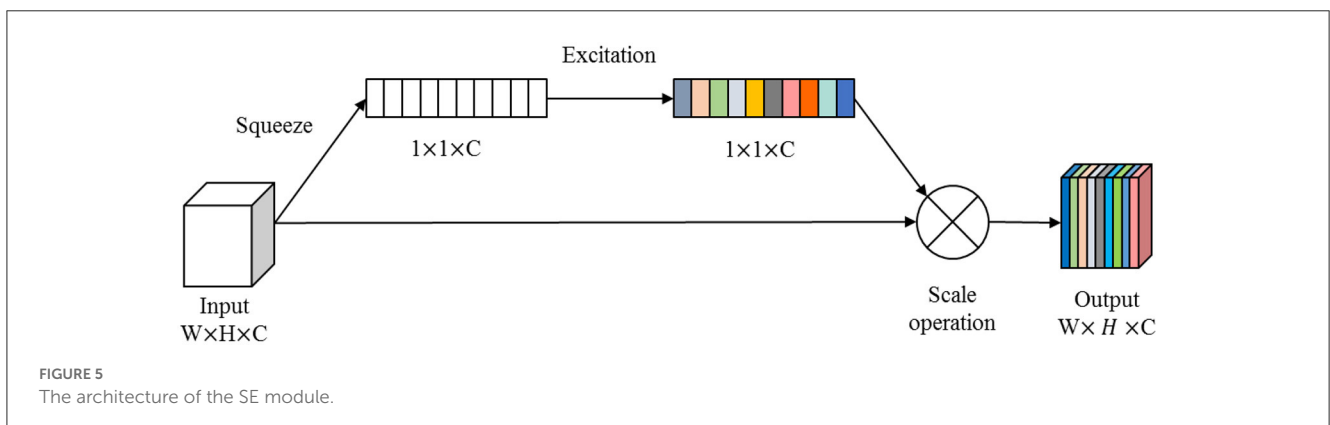 Excitation
Squeeze
1×1×C
1×1×C
Input
W×H×C
Scale
operation
Output
W× H ×C
FIGURE 5
The architecture of the SE module.